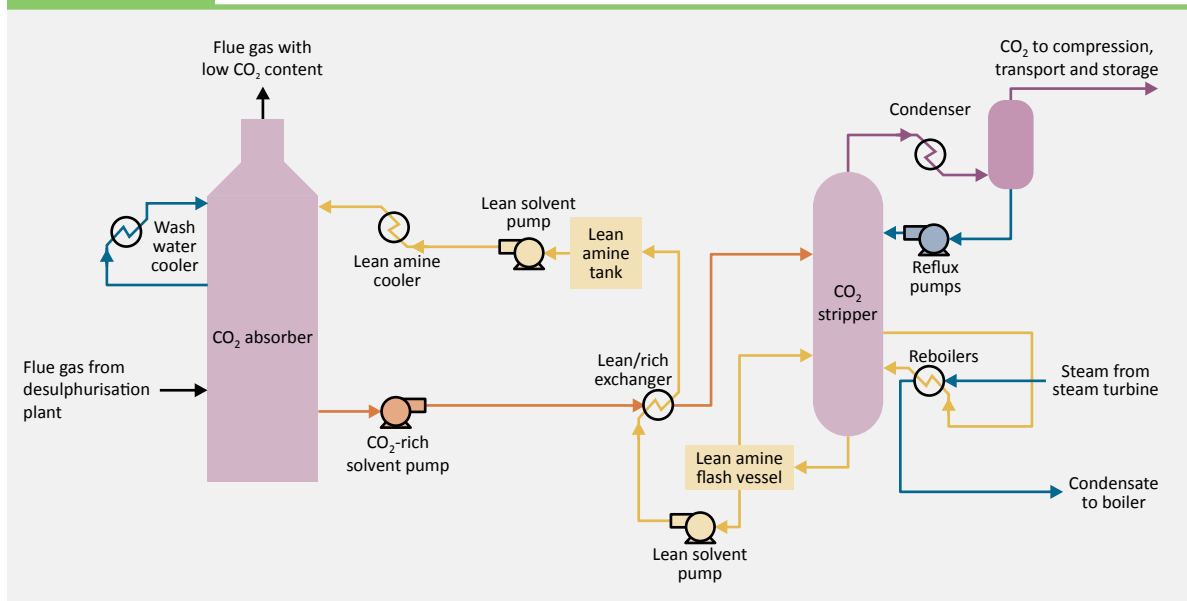 Flue gas with
low CO₂ content
CO₂ to compression,
transport and storage
Condenser
Wash
water
cooler
Lean solvent
pump
Lean
amine
tank
Lean amine
cooler
Reflux
pumps
CO₂
stripper
CO₂ absorber
Flue gas from
desulphurisation
plant
Lean/rich
exchanger
Reboilers
Steam from
steam turbine
CO₂-rich
solvent pump
Lean amine
flash vessel
Condensate
to boiler
Lean solvent
pump